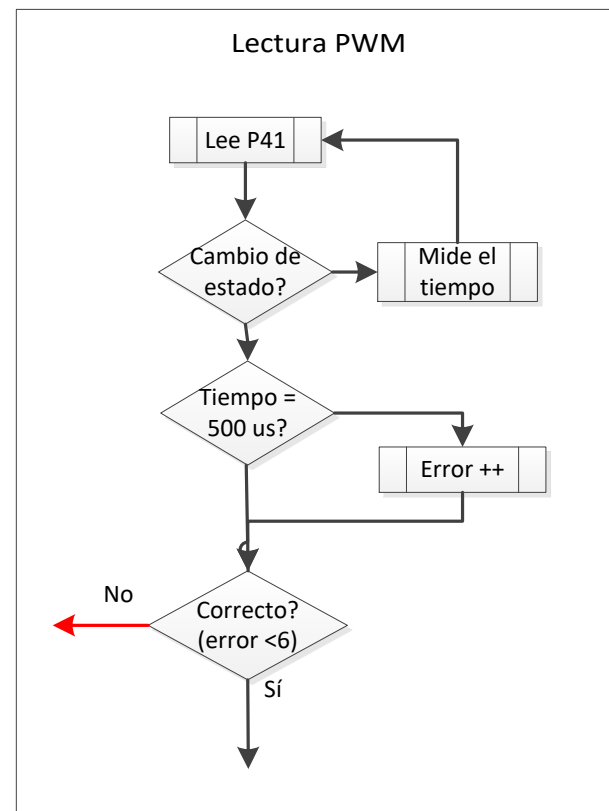 Lectura PWM
Lee P41
Cambio de
estado?
Mide el
tiempo
Tiempo =
500 us?
Error ++
No
Correcto?
(error <6)
Sí